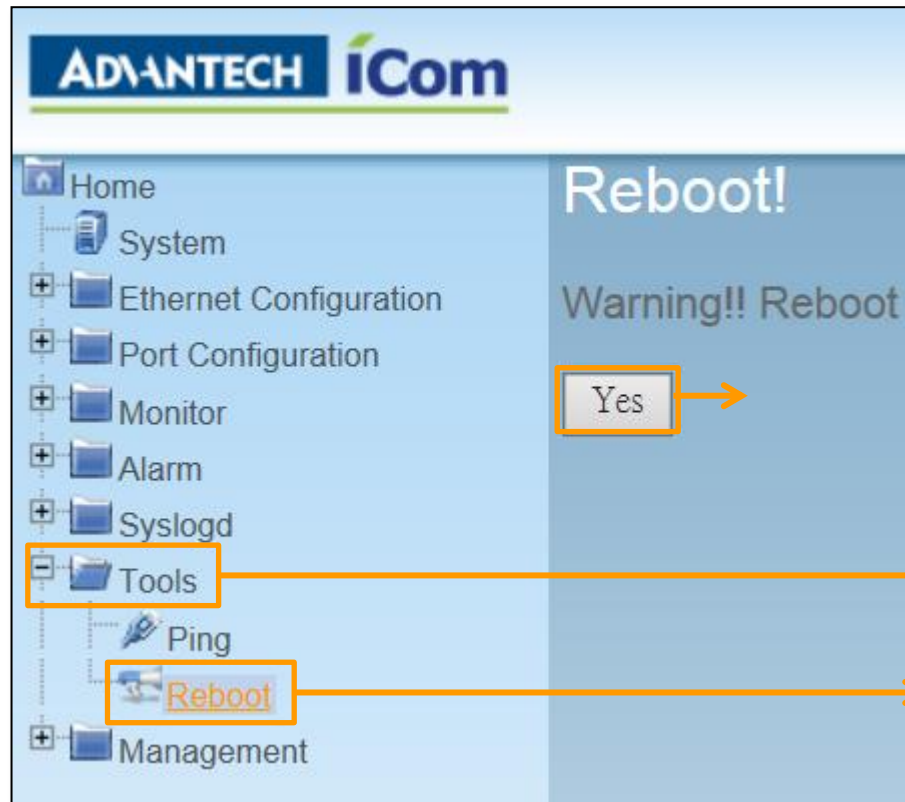 ADVANTECH iCom
Home
System
Ethernet Configuration
Port Configuration
Monitor
Alarm
Syslogd
Tools
Ping
Reboot
Management
Reboot!
Warning!! Reboot
Yes